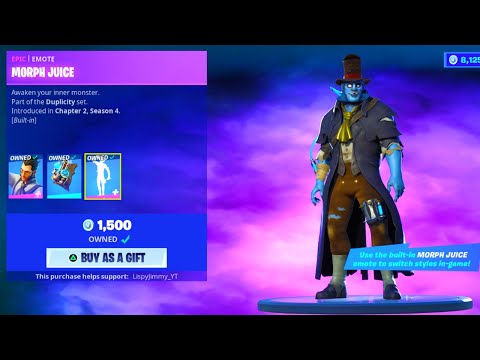 EPIC | EMOTE
8,125
MORPH JUICE
Awaken your inner monster.
Part of the Duplicity set.
Introduced in Chapter 2, Season 4.
[Built-in]
OWNED OWNED OWNED
1,500
OWNED
BUY AS A GIFT
This purchase helps support: LispyJimmy_YT
Use the built-in MORPH JUICE
emote to switch styles in-game!